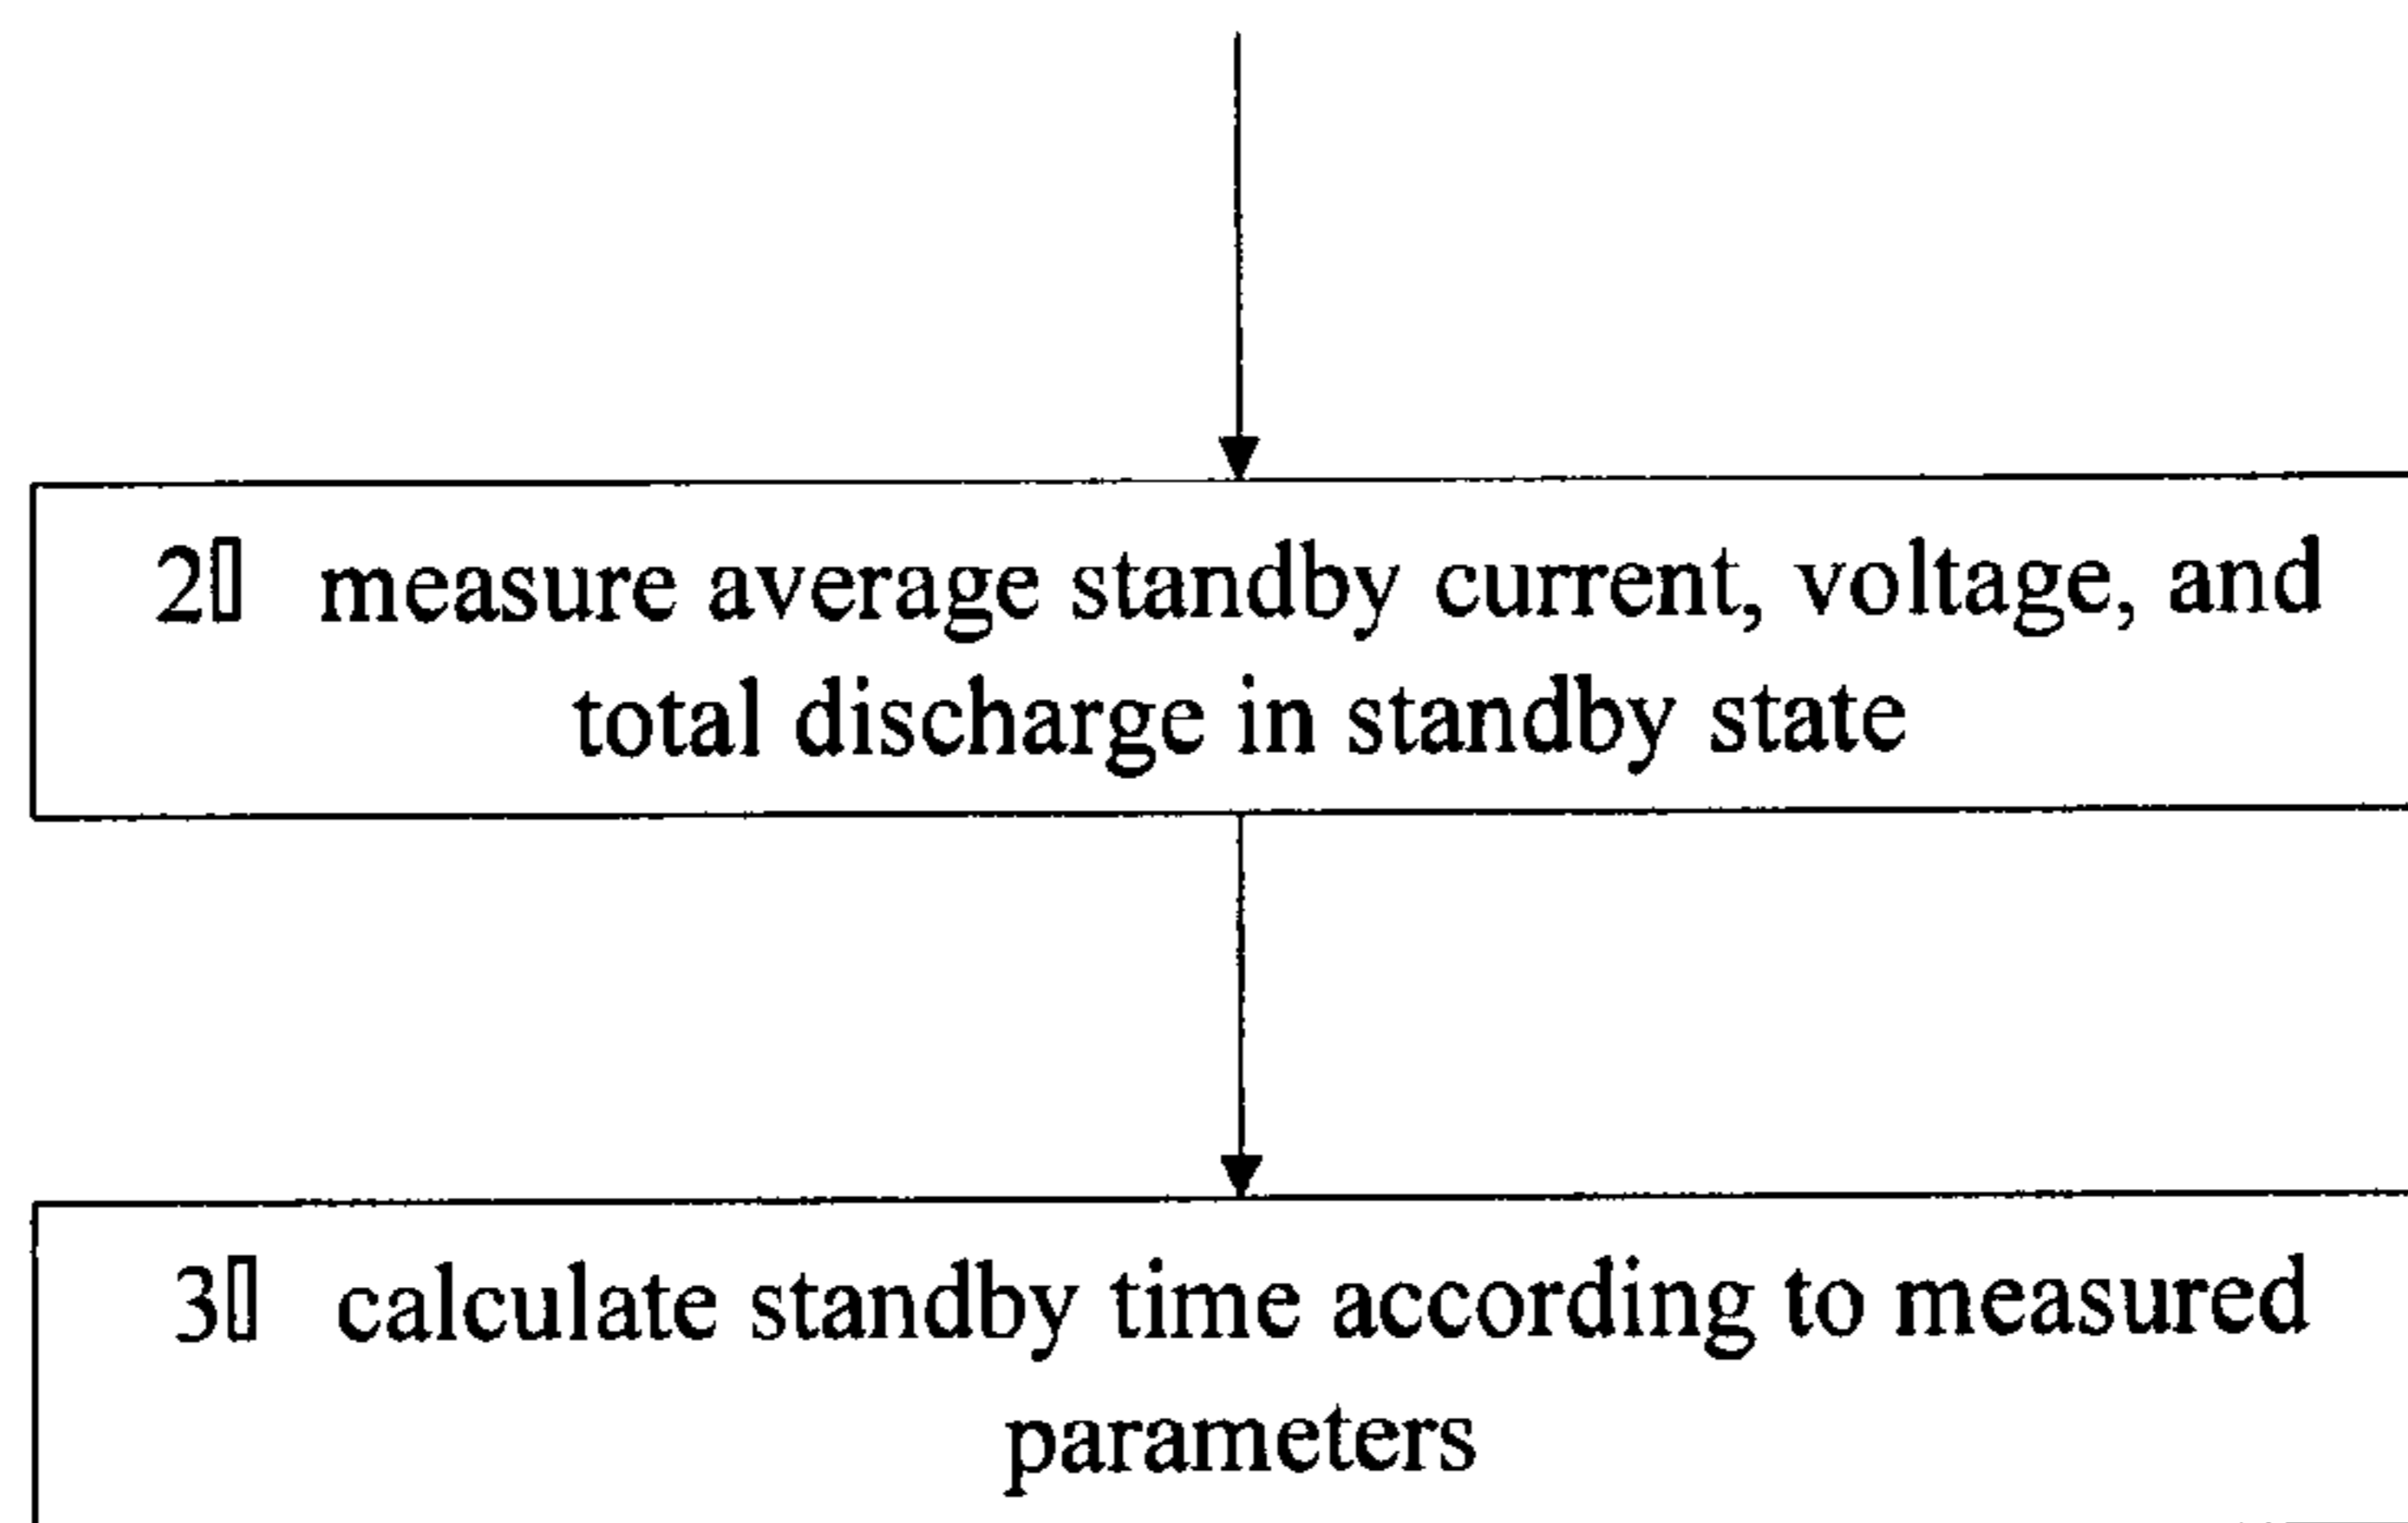 2▯ measure average standby current, voltage, and
total discharge in standby state
3▯ calculate standby time according to measured
parameters